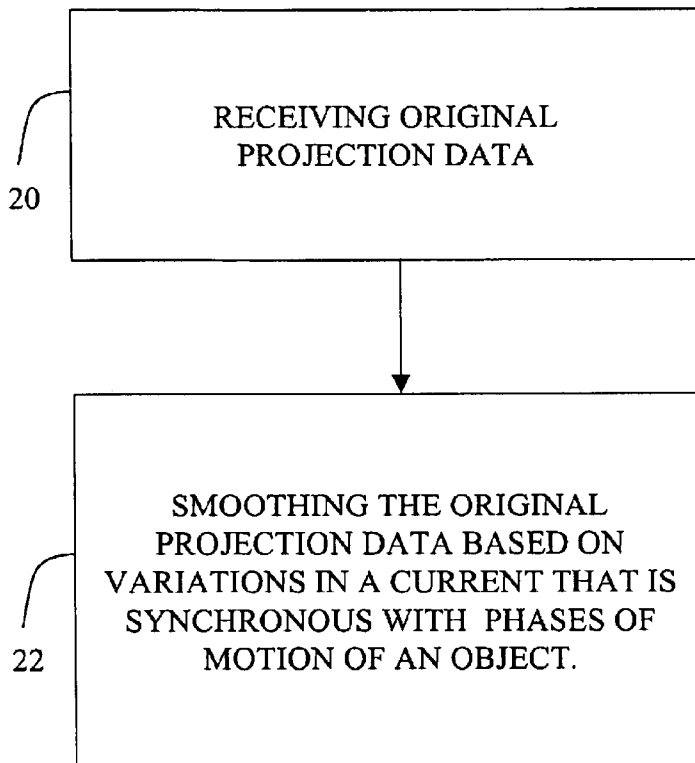 RECEIVING ORIGINAL
PROJECTION DATA
20
SMOOTHING THE ORIGINAL
PROJECTION DATA BASED ON
VARIATIONS IN A CURRENT THAT IS
SYNCHRONOUS WITH PHASES OF
MOTION OF AN OBJECT.
22